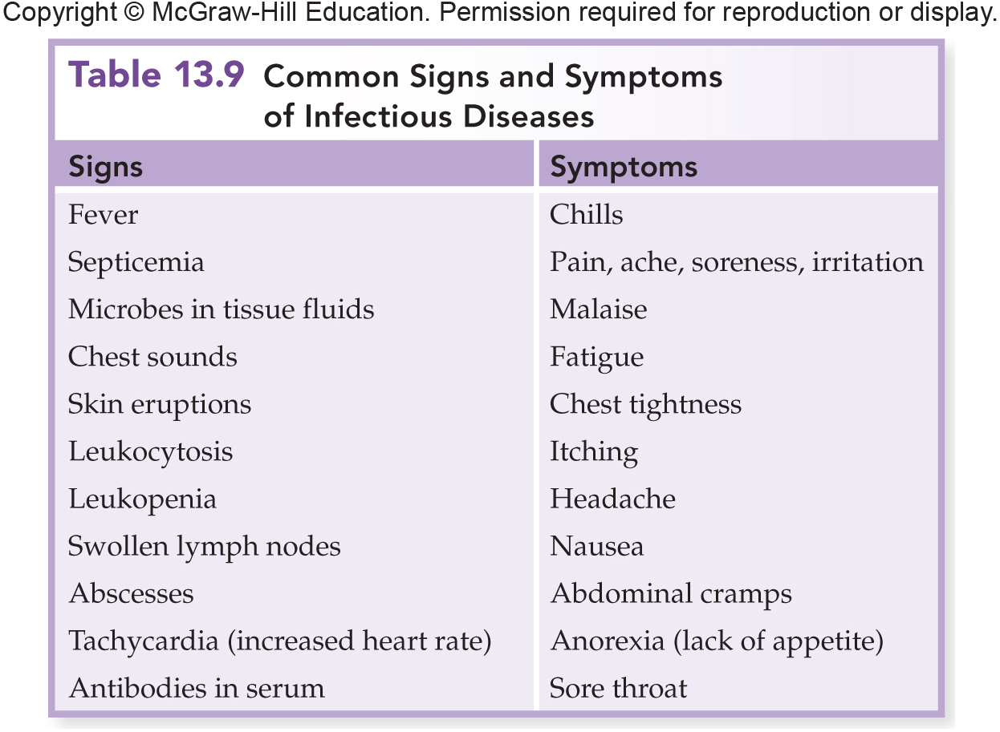 Copyright © McGraw-Hill Education. Permission required for reproduction or display.
Table 13.9 Common Signs and Symptoms
of Infectious Diseases
Signs Symptoms
Fever Chills
Septicemia Pain, ache, soreness, irritation
Microbes in tissue fluids Malaise
Chest sounds Fatigue
Skin eruptions Chest tightness
Leukocytosis Itching
Leukopenia Headache
Swollen lymph nodes Nausea
Abscesses Abdominal cramps
Tachycardia (increased heart rate) Anorexia (lack of appetite)
Antibodies in serum Sore throat